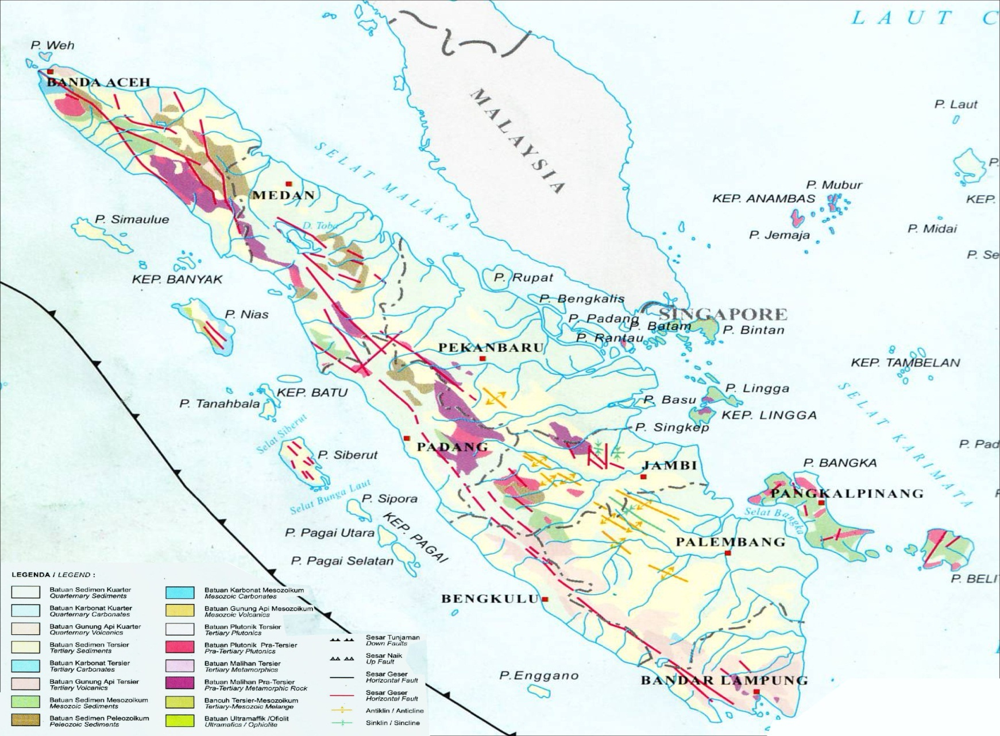 LAUT C
P. Weh
BANDA ACEH
MALAYSIA
P. Laut
SELAT MALAKA
P.
MEDAN
P. Mubur
KEP. ANAMBAS
KEP.
P. Simaulue
D. Toba
P. Jemaja
P. Midai
P. Se
KEP. BANYAK
P. Rupat
P. Bengkalis
P. Nias
P. Padang
SINGAPORE
P. Batam
P. Bintan
P. Rantau
PEKANBARU
KEP. TAMBELAN
KEP. BATU
P. Lingga
P. Tanahbala
P. Basu
KEP. LINGGA
Selat Siberut
P. Singkep
SELAT KARIMATA
PADANG
P. Pad
P. Siberut
JAMBI
P. BANGKA
PANGKALPINANG
Selat Bunga Laut
P. Sipora
Selat Bangka
KEP. PAGAI
P. Pagai Utara
PALEMBANG
P. Pagai Selatan
P. BELIT
BENGKULU
P.Enggano
BANDAR LAMPUNG
LEGENDA / LEGEND :
Batuan Sedimen Kuarter
Quarternary Sediments
Batuan Karbonat Kuarter
Quarternary Carbonates
Batuan Gunung Api Kuarter
Quarternary Volcanics
Batuan Sedimen Tersier
Tertiary Sediments
Batuan Karbonat Tersier
Tertiary Carbonates
Batuan Gunung Api Tersier
Tertiary Volcanics
Batuan Sedimen Mesozoikum
Mesozoic Sediments
Batuan Sedimen Peleozoikum
Peleozoic Sediments
Batuan Karbonat Mesozoikum
Mesozoic Carbonates
Batuan Gunung Api Mesozoikum
Mesozoic Volcanics
Batuan Plutonik Tersier
Tertiary Plutonics
Batuan Plutonik Pra-Tersier
Pra-Tertiary Plutonics
Batuan Malihan Tersier
Tertiary Metamorphics
Batuan Malihan Pra-Tersier
Pra-Tertiary Metamorphic Rock
Bancuh Tersier-Mesozoikum
Tertiary-Mesozoic Melange
Batuan Ultramaffik /Ofiolit
Ultramafics / Ophiolite
Sesar Tunjaman
Down Faults
Sesar Naik
Up Fault
Sesar Geser
Horizontal Fault
Sesar Geser
Horizontal Fault
Antiklin / Anticline
Sinklin / Sincline